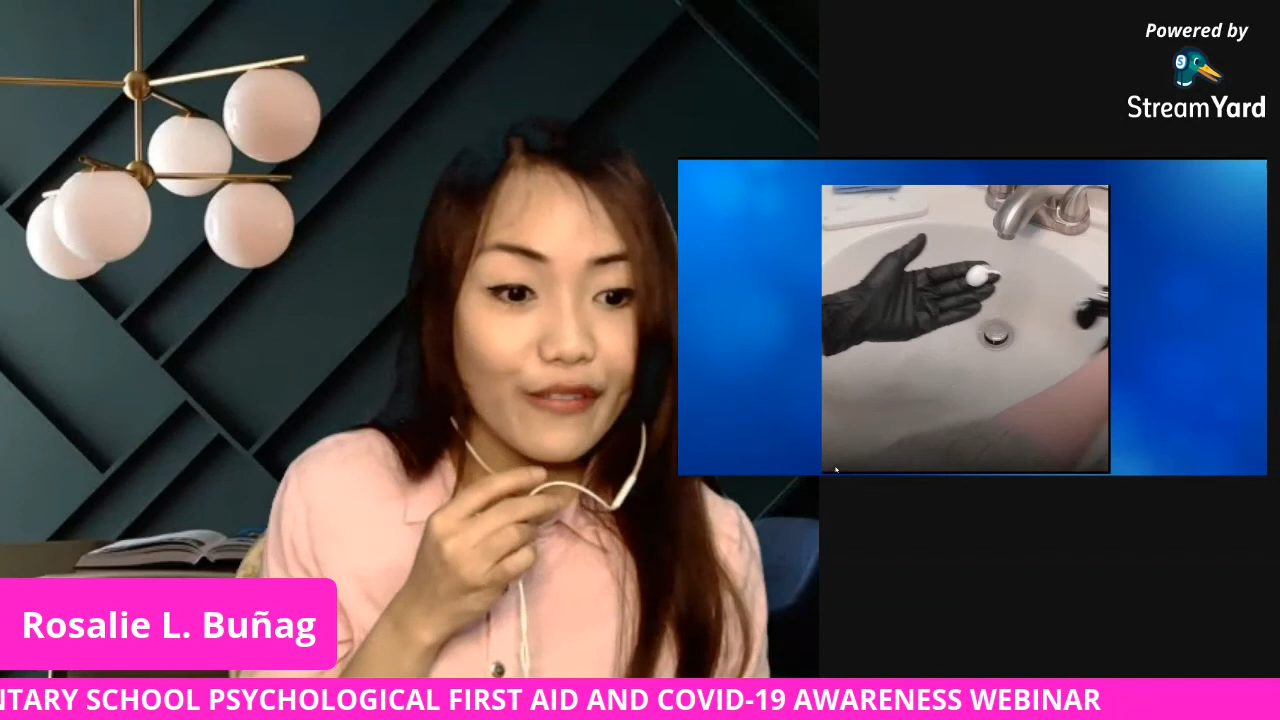 Powered by
StreamYard
Rosalie L. Buñag
NTARY SCHOOL PSYCHOLOGICAL FIRST AID AND COVID-19 AWARENESS WEBINAR